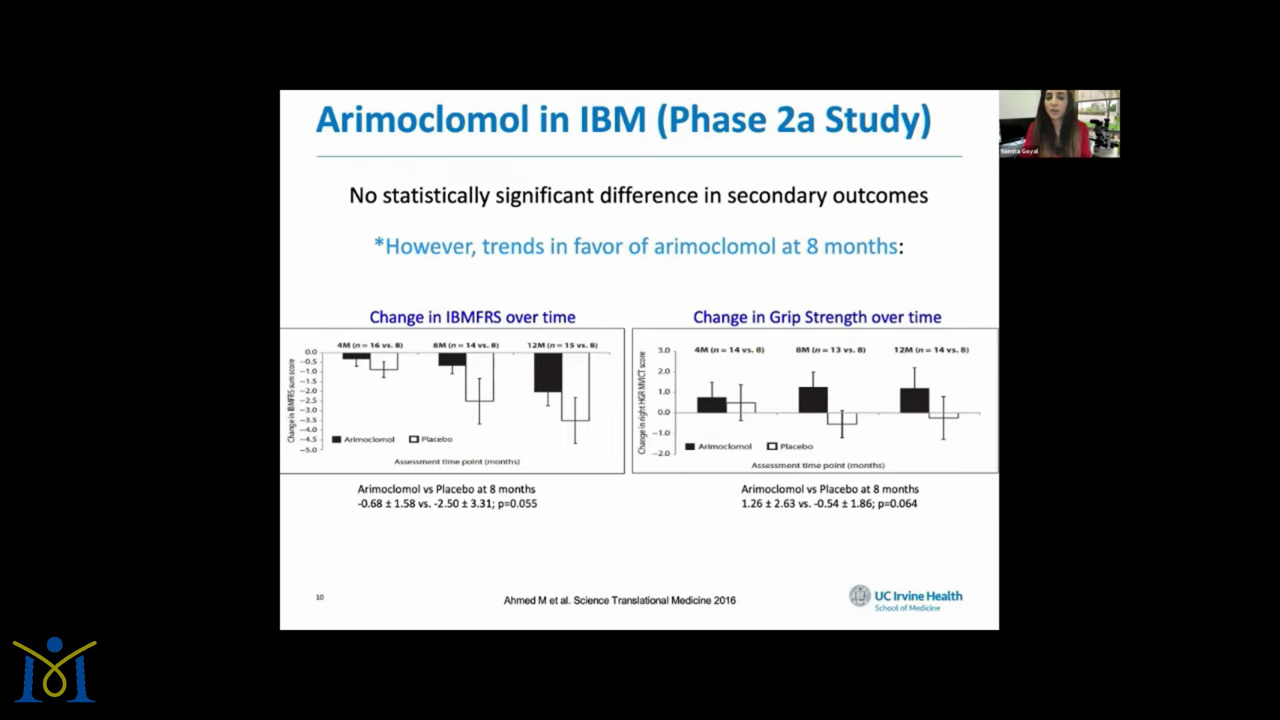 Arimoclomol in IBM (Phase 2a Study)
Namita Goyal
No statistically significant difference in secondary outcomes
*However, trends in favor of arimoclomol at 8 months:
Change in IBMFRS over time
4M (n = 16 vs. 8) 8M (n = 14 vs. 8) 12M (n = 15 vs. 8)
Change in IBMFRS sum score
0.0
−0.5
−1.0
−1.5
−2.0
−2.5
−3.0
−3.5
−4.0
−4.5
−5.0
Arimoclomol Placebo
Assessment time point (months)
Arimoclomol vs Placebo at 8 months
-0.68 ± 1.58 vs. -2.50 ± 3.31; p=0.055
Change in Grip Strength over time
4M (n = 14 vs. 8) 8M (n = 13 vs. 8) 12M (n = 14 vs. 8)
Change in right HGR MVICT score
3.0
2.0
1.0
0.0
−1.0
−2.0
Arimoclomol Placebo
Assessment time point (months)
Arimoclomol vs Placebo at 8 months
1.26 ± 2.63 vs. -0.54 ± 1.86; p=0.064
10
Ahmed M et al. Science Translational Medicine 2016
UC Irvine Health
School of Medicine